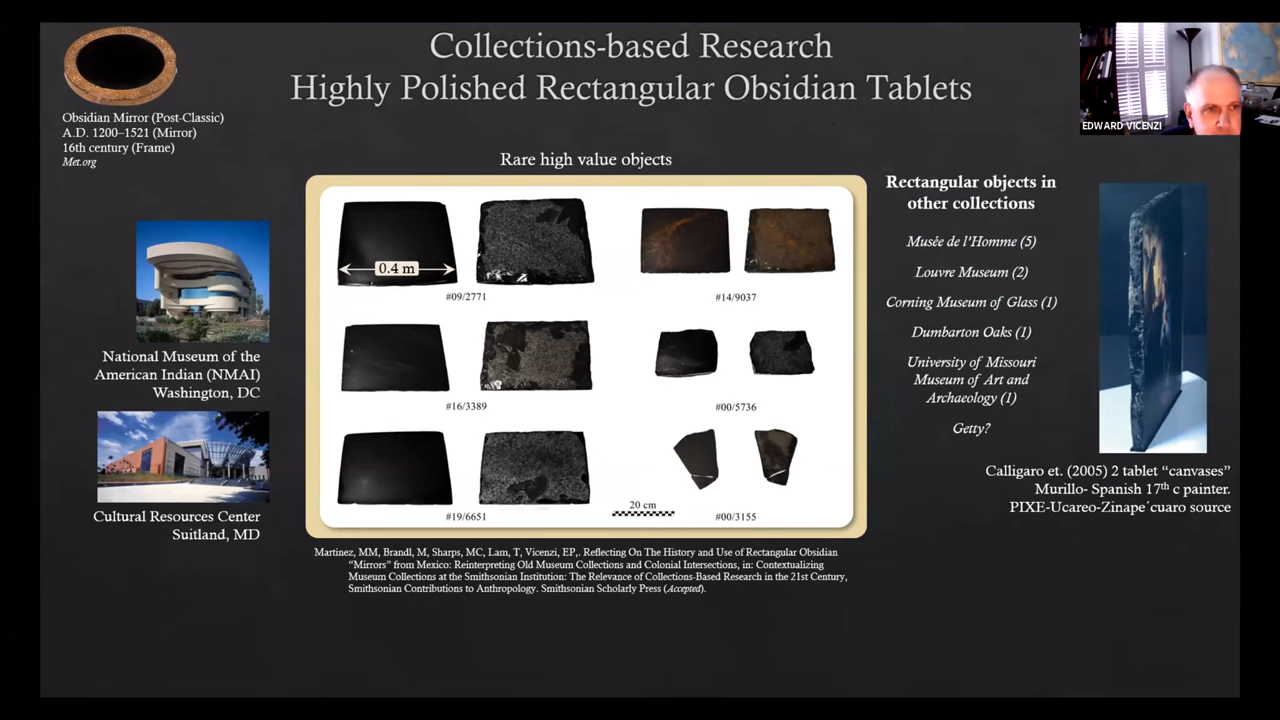 Collections-based Research
Highly Polished Rectangular Obsidian Tablets
Obsidian Mirror (Post-Classic)
A.D. 1200–1521 (Mirror)
16th century (Frame)
Met.org
EDWARD VICENZI
National Museum of the
American Indian (NMAI)
Washington, DC
Cultural Resources Center
Suitland, MD
Rare high value objects
0.4 m
#09/2771
#14/9037
#16/3389
#00/5736
#19/6651
20 cm
#00/3155
Martinez, MM, Brandl, M, Sharps, MC, Lam, T, Vicenzi, EP,. Reflecting On The History and Use of Rectangular Obsidian
“Mirrors” from Mexico: Reinterpreting Old Museum Collections and Colonial Intersections, in: Contextualizing
Museum Collections at the Smithsonian Institution: The Relevance of Collections-Based Research in the 21st Century,
Smithsonian Contributions to Anthropology. Smithsonian Scholarly Press (Accepted).
Rectangular objects in
other collections
Musée de l’Homme (5)
Louvre Museum (2)
Corning Museum of Glass (1)
Dumbarton Oaks (1)
University of Missouri
Museum of Art and
Archaeology (1)
Getty?
Calligaro et. (2005) 2 tablet “canvases”
Murillo- Spanish 17th c painter.
PIXE-Ucareo-Zinape´cuaro source